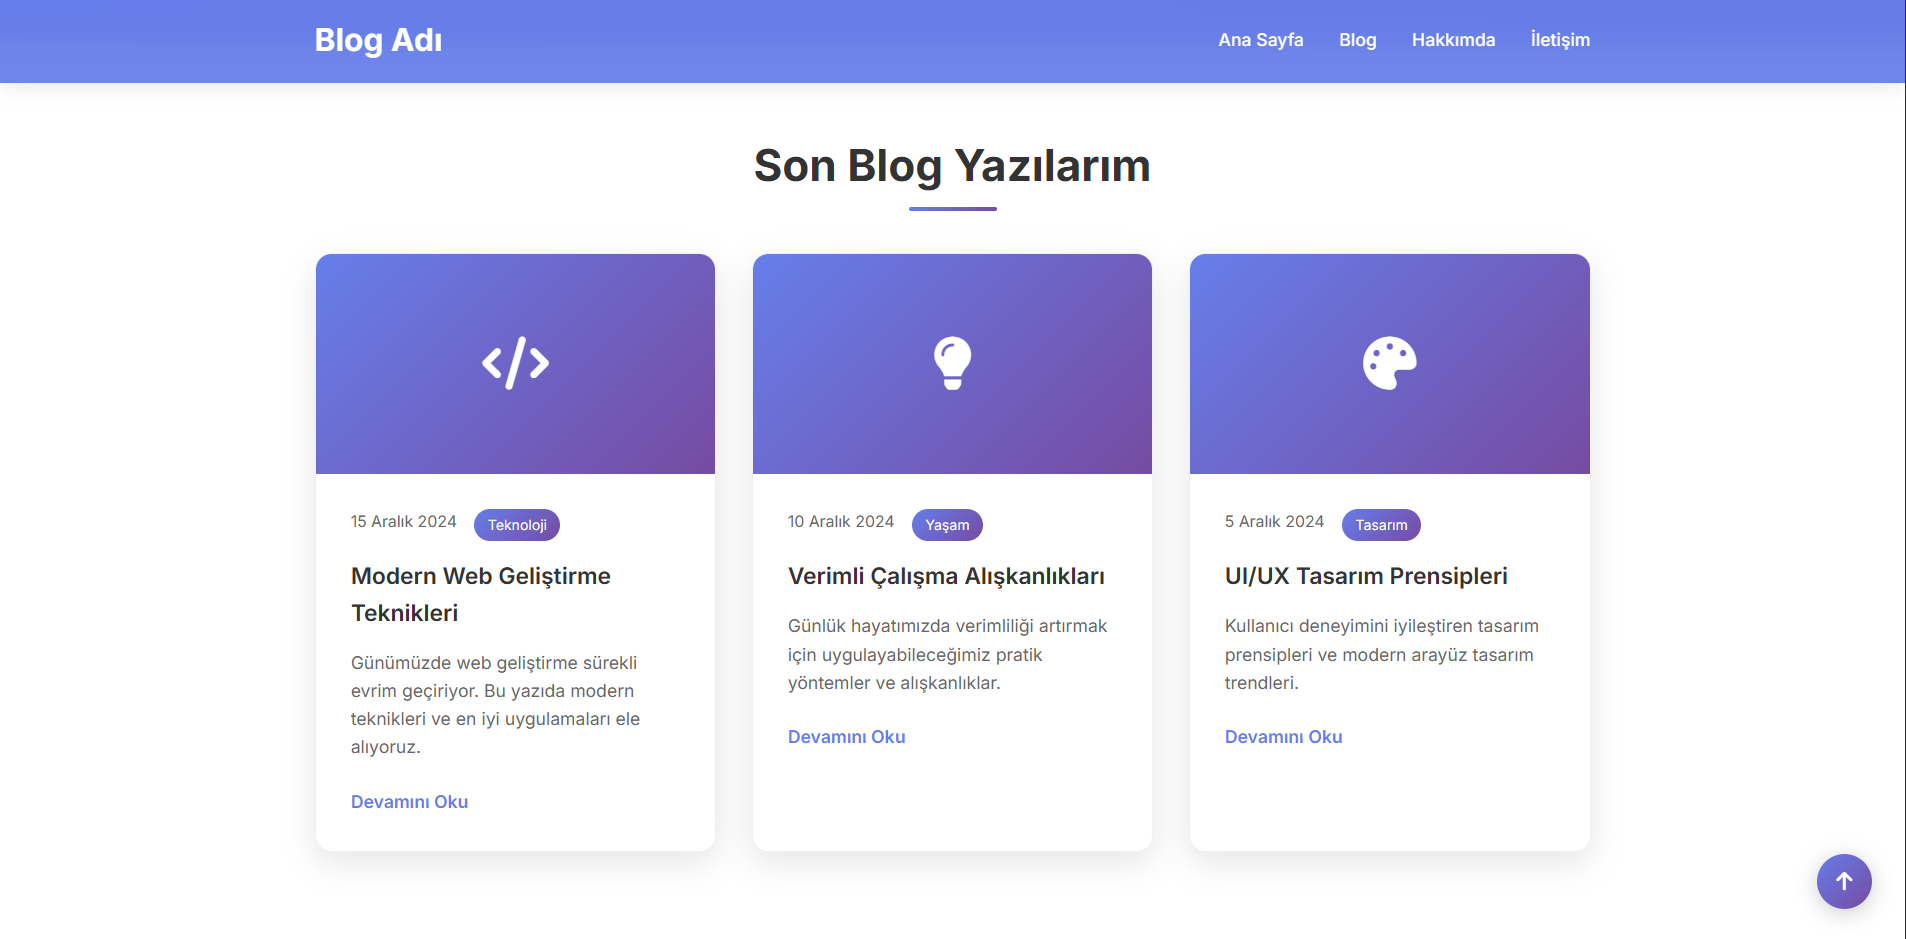 Blog Adı
Ana Sayfa Blog Hakkımda İletişim
Son Blog Yazılarım
15 Aralık 2024 Teknoloji
Modern Web Geliştirme
Teknikleri
Günümüzde web geliştirme sürekli
evrim geçiriyor. Bu yazıda modern
teknikleri ve en iyi uygulamaları ele
alıyoruz.
Devamını Oku
10 Aralık 2024 Yaşam
Verimli Çalışma Alışkanlıkları
Günlük hayatımızda verimliliği artırmak
için uygulayabileceğimiz pratik
yöntemler ve alışkanlıklar.
Devamını Oku
5 Aralık 2024 Tasarım
UI/UX Tasarım Prensipleri
Kullanıcı deneyimini iyileştiren tasarım
prensipleri ve modern arayüz tasarım
trendleri.
Devamını Oku